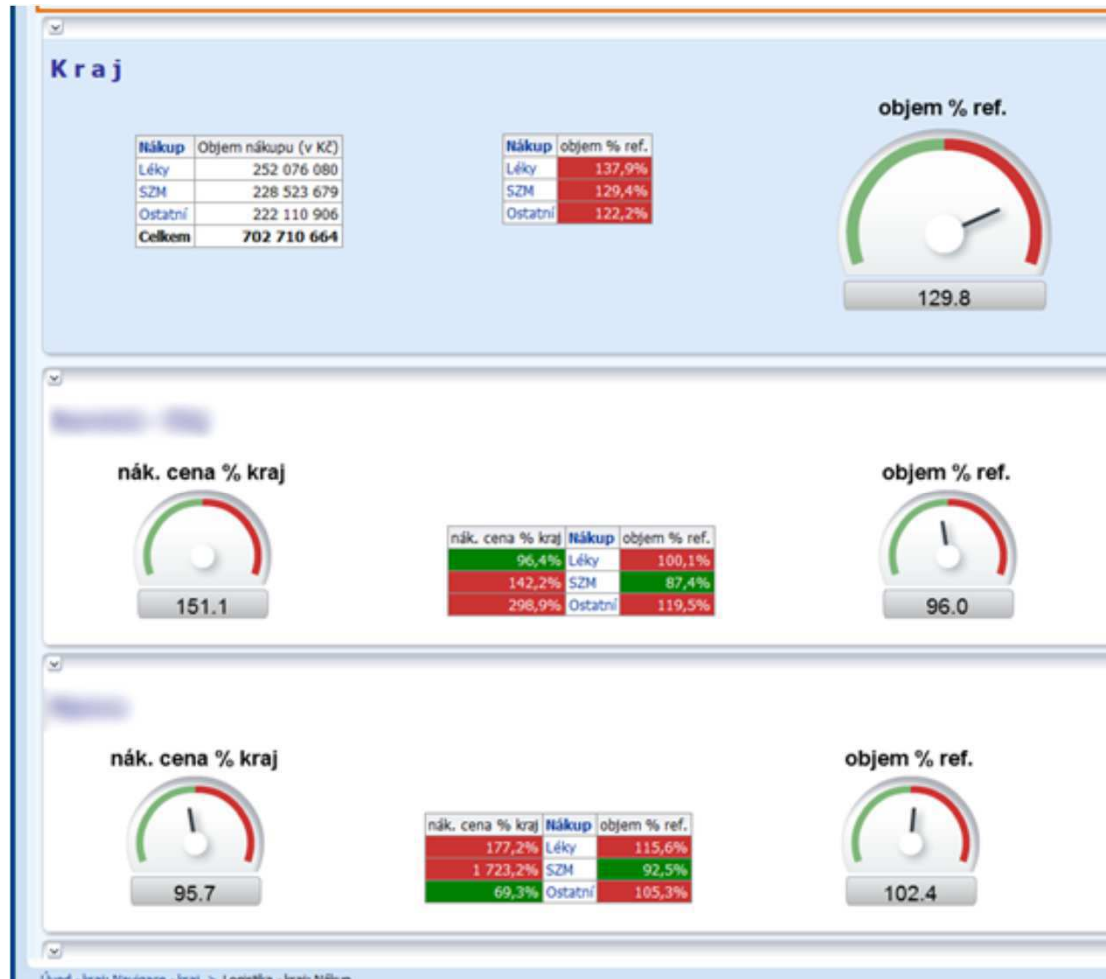 Kraj
objem % ref.
Nákup Objem nákupu (v Kč)
Léky 252 076 080
SZM 228 523 679
Ostatní 222 110 906
Celkem 702 710 664
Nákup objem % ref.
Léky 137,9%
SZM 129,4%
Ostatní 122,2%
129.8
nák. cena % kraj
objem % ref.
nák. cena % kraj Nákup objem % ref.
96,4% Léky 100,1%
142,2% SZM 87,4%
298,9% Ostatní 119,5%
151.1
96.0
nák. cena % kraj
objem % ref.
nák. cena % kraj Nákup objem % ref.
177,2% Léky 115,6%
1 723,2% SZM 92,5%
69,3% Ostatní 105,3%
95.7
102.4